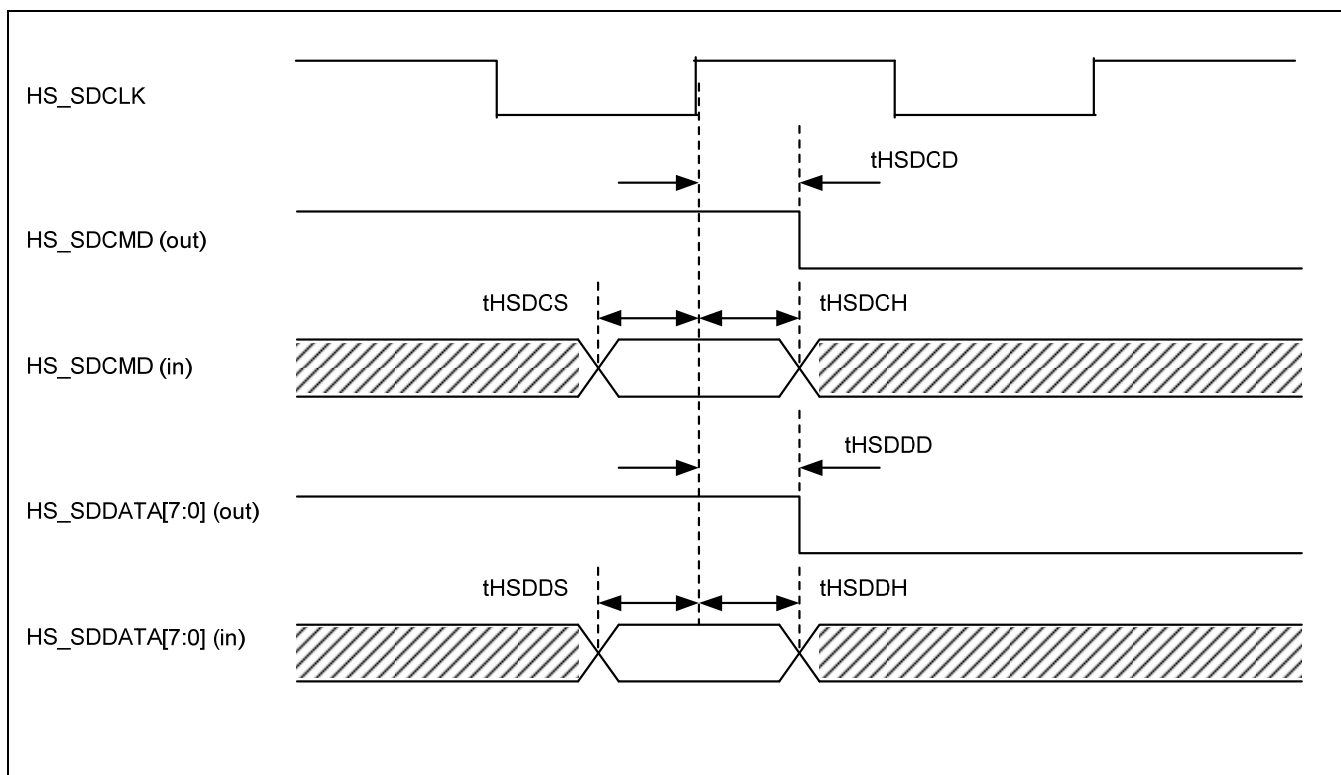 HS_SDCLK
tHSDCD
HS_SDCMD (out)
tHSDCS
tHSDCH
HS_SDCMD (in)
tHSDDD
HS_SDDATA[7:0] (out)
tHSDDS
tHSDDH
HS_SDDATA[7:0] (in)